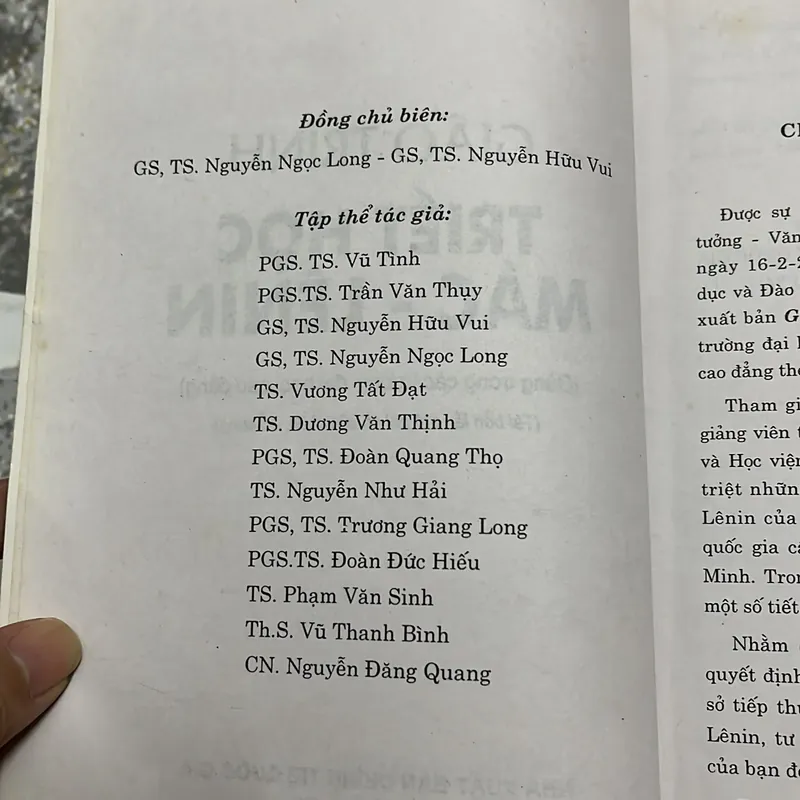 Đồng chủ biên:
GS, TS. Nguyễn Ngọc Long - GS, TS. Nguyễn Hữu Vui
Tập thể tác giả:
PGS. TS. Vũ Tình
PGS.TS. Trần Văn Thụy
GS, TS. Nguyễn Hữu Vui
GS, TS. Nguyễn Ngọc Long
TS. Vương Tất Đạt
TS. Dương Văn Thịnh
PGS, TS. Đoàn Quang Thọ
TS. Nguyễn Như Hải
PGS, TS. Trương Giang Long
PGS.TS. Đoàn Đức Hiếu
TS. Phạm Văn Sinh
Th.S. Vũ Thanh Bình
CN. Nguyễn Đăng Quang
Được sự
tưởng - Văn
ngày 16-2-2
dục và Đào
xuất bản G
trường đại
cao đẳng the
Tham gi
giảng viên t
và Học viện
triệt nhữn
Lênin của
quốc gia cá
Minh. Tron
một số tiết
Nhằm
quyết định
sở tiếp thu
Lênin, tư
của bạn đọ